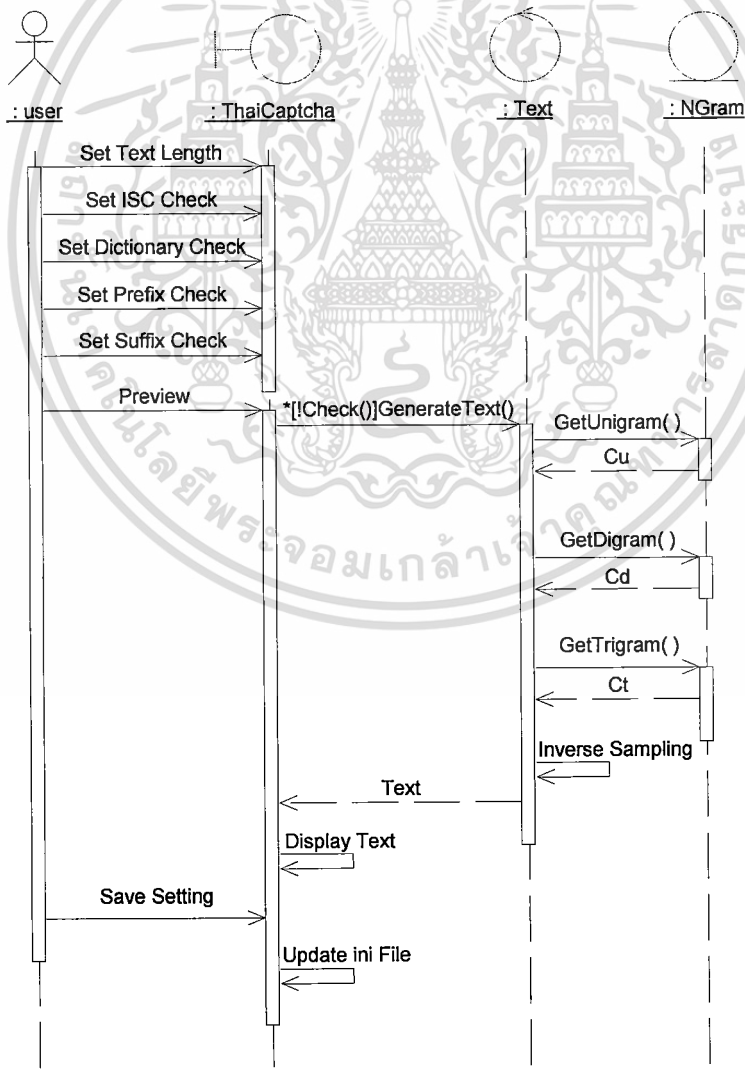 : user
: ThaiCaptcha
: Text
: NGram
Set Text Length
Set ISC Check
Set Dictionary Check
Set Prefix Check
Set Suffix Check
Preview
*[!Check()]GenerateText()
GetUnigram( )
Cu
GetDigram( )
Cd
GetTrigram( )
Ct
Inverse Sampling
Text
Display Text
Save Setting
Update ini File